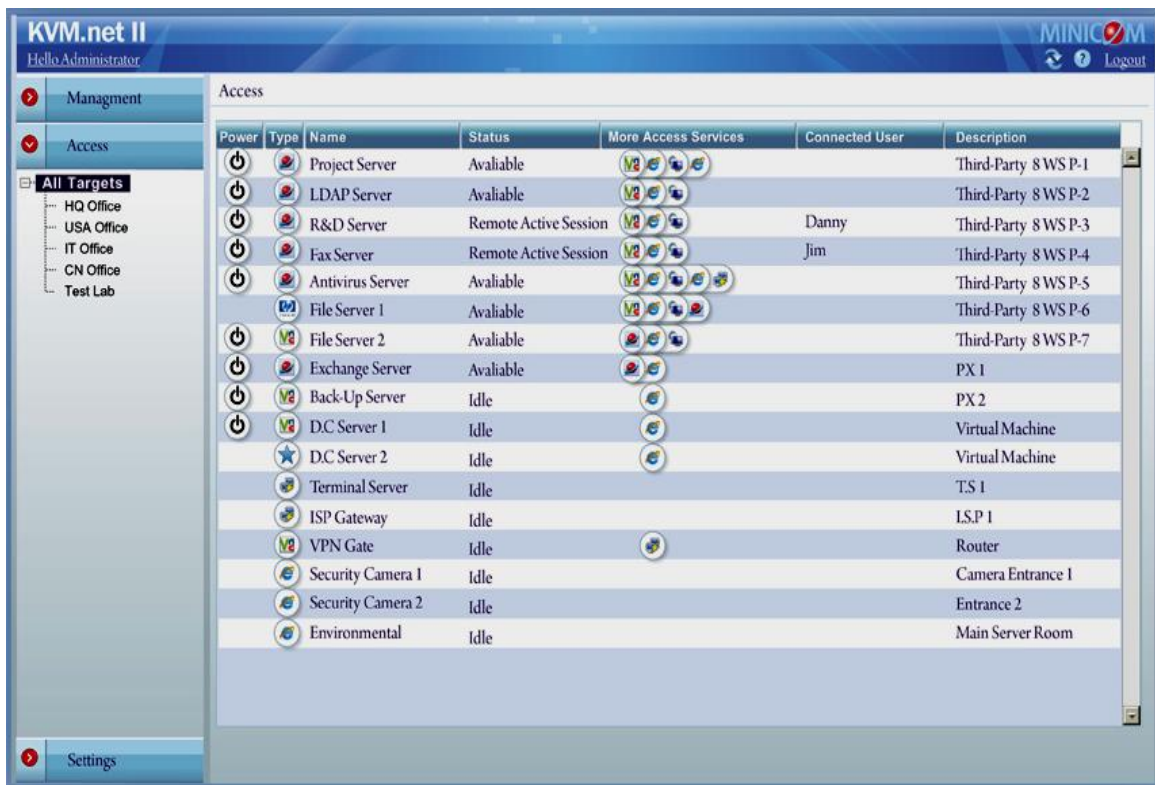 KVM.net II
MINICOM
Hello Administrator
Logout
Managment
Access
All Targets
HQ Office
USA Office
IT Office
CN Office
Test Lab
Settings
Access
Power Type Name Status More Access Services Connected User Description
Project Server Avaliable Third-Party 8 WS P-1
LDAP Server Avaliable Third-Party 8 WS P-2
R&D Server Remote Active Session Danny Third-Party 8 WS P-3
Fax Server Remote Active Session Jim Third-Party 8 WS P-4
Antivirus Server Avaliable Third-Party 8 WS P-5
File Server 1 Avaliable Third-Party 8 WS P-6
File Server 2 Avaliable Third-Party 8 WS P-7
Exchange Server Avaliable PX 1
Back-Up Server Idle PX 2
D.C Server 1 Idle Virtual Machine
D.C Server 2 Idle Virtual Machine
Terminal Server Idle T.S 1
ISP Gateway Idle I.S.P 1
VPN Gate Idle Router
Security Camera 1 Idle Camera Entrance 1
Security Camera 2 Idle Entrance 2
Environmental Idle Main Server Room